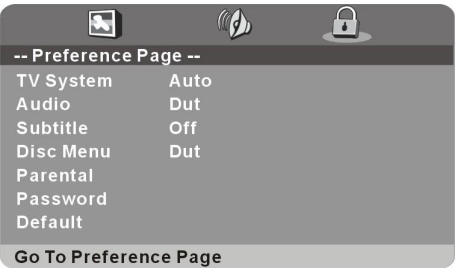 -- Preference Page --
TV System Auto
Audio Dut
Subtitle Off
Disc Menu Dut
Parental
Password
Default
Go To Preference Page